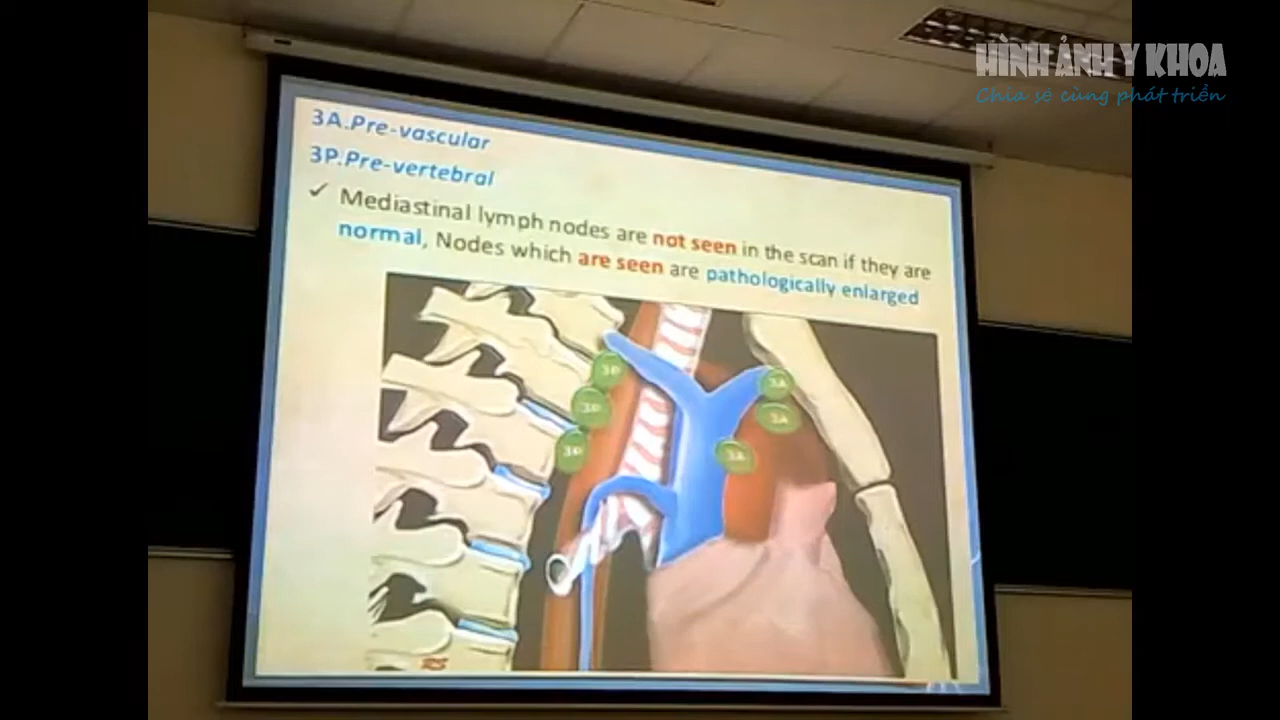 HÌNH ẢNH Y KHOA
Chia sẻ cùng phát triển
3A.Pre-vascular
3P.Pre-vertebral
✓ Mediastinal lymph nodes are not seen in the scan if they are
normal, Nodes which are seen are pathologically enlarged
3P
3A
3P
3A
3P
3A
RS